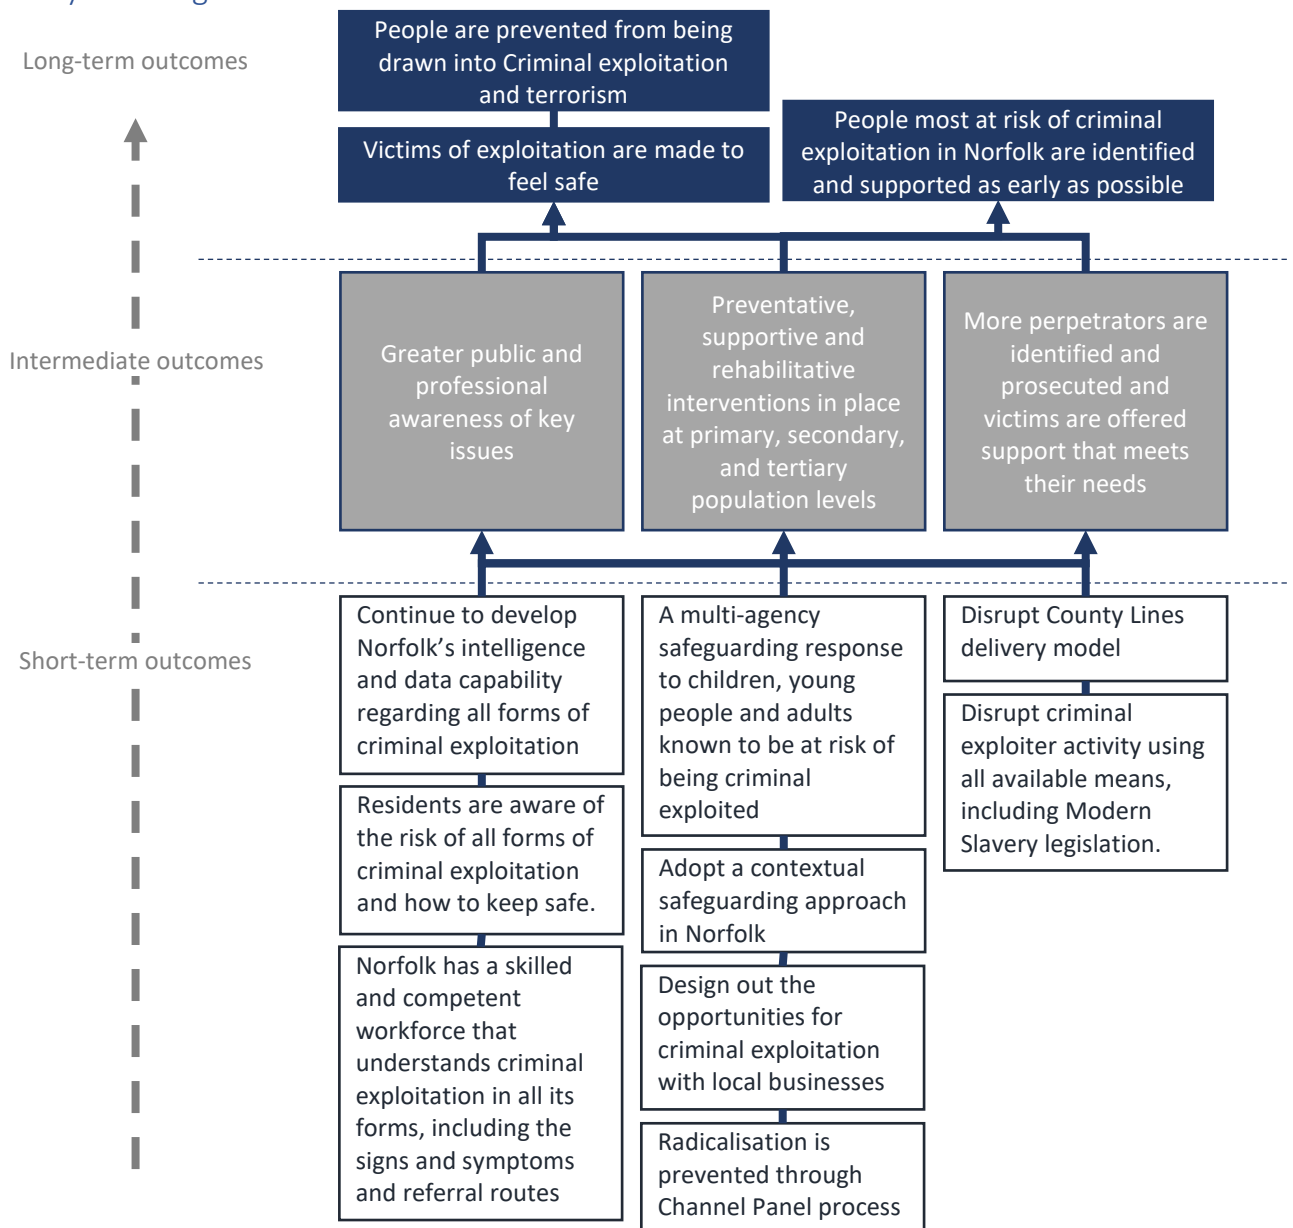 Long-term outcomes
People are prevented from being
drawn into Criminal exploitation
and terrorism
Victims of exploitation are made to
feel safe
People most at risk of criminal
exploitation in Norfolk are identified
and supported as early as possible
Intermediate outcomes
Greater public and
professional
awareness of key
issues
Preventative,
supportive and
rehabilitative
interventions in place
at primary, secondary,
and tertiary
population levels
More perpetrators are
identified and
prosecuted and
victims are offered
support that meets
their needs
Short-term outcomes
Continue to develop
Norfolk’s intelligence
and data capability
regarding all forms of
criminal exploitation
Residents are aware of
the risk of all forms of
criminal exploitation
and how to keep safe.
Norfolk has a skilled
and competent
workforce that
understands criminal
exploitation in all its
forms, including the
signs and symptoms
and referral routes
A multi-agency
safeguarding response
to children, young
people and adults
known to be at risk of
being criminal
exploited
Adopt a contextual
safeguarding approach
in Norfolk
Design out the
opportunities for
criminal exploitation
with local businesses
Radicalisation is
prevented through
Channel Panel process
Disrupt County Lines
delivery model
Disrupt criminal
exploiter activity using
all available means,
including Modern
Slavery legislation.